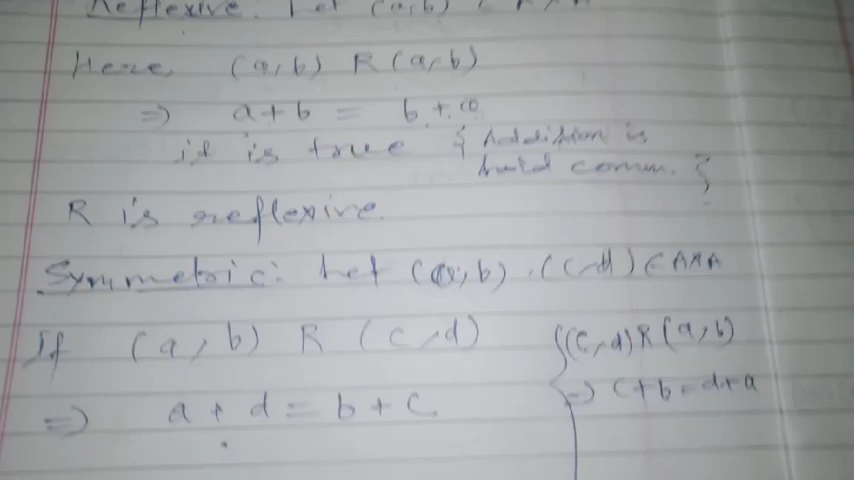 Reflexive: Let (a,b) ∈ A×A
Here, (a,b) R (a,b)
⇒ a+b = b+a
it is true { Addition is
hold comm. }
R is reflexive.
Symmetric: Let (a,b), (c,d) ∈ A×A
If (a,b) R (c,d)
⇒ a+d = b+c
{(c,d) R (a,b)
⇒ c+b=d+a